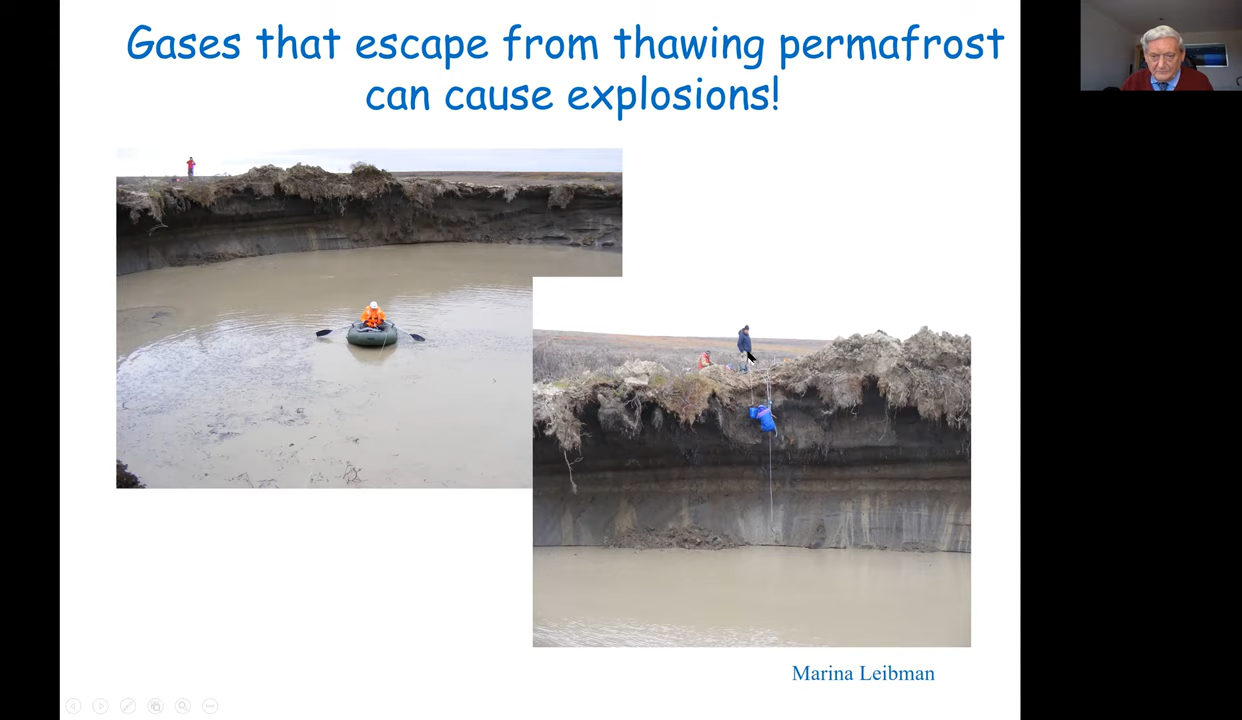 Gases that escape from thawing permafrost
can cause explosions!
Marina Leibman